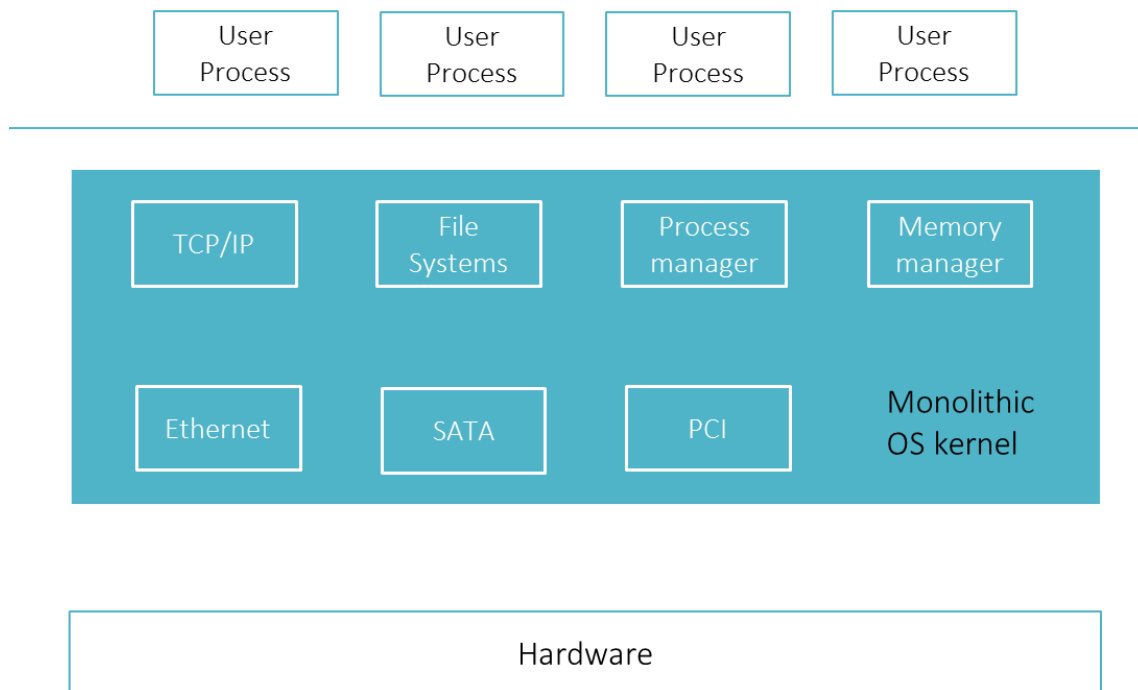 User
Process
User
Process
User
Process
User
Process
TCP/IP
File
Systems
Process
manager
Memory
manager
Ethernet
SATA
PCI
Monolithic
OS kernel
Hardware